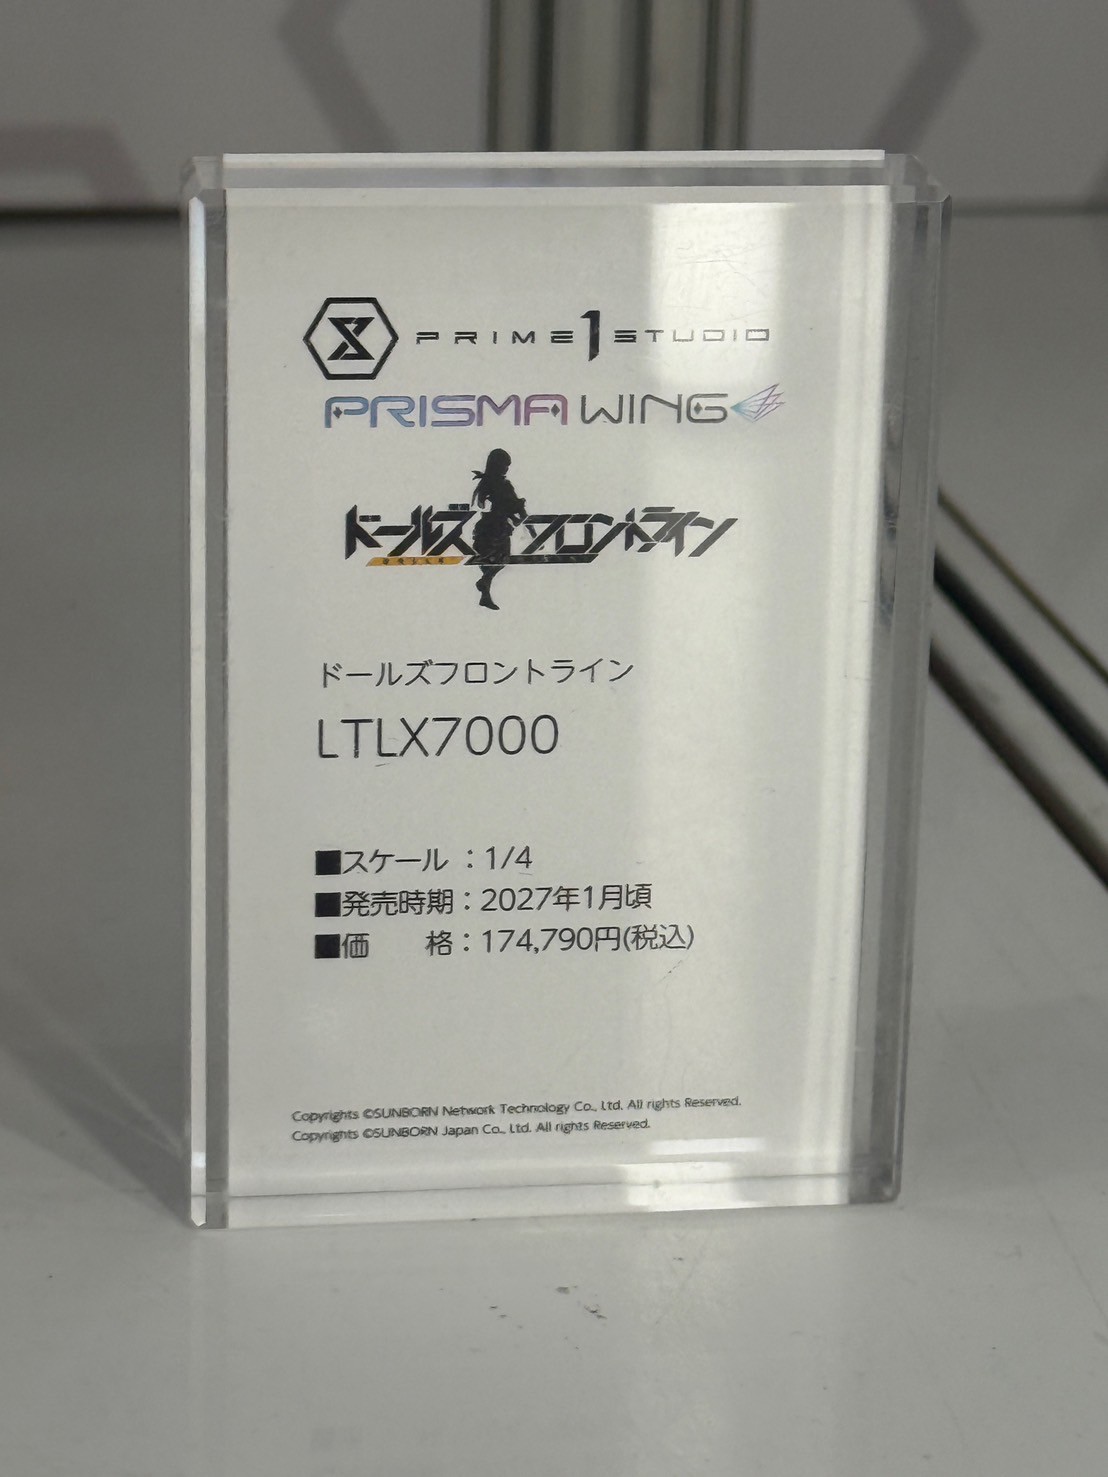 PRIME 1 STUDIO
PRISMA WING
ドールズフロントライン
ドールズフロントライン
LTLX7000
■スケール：1/4
■発売時期：2027年1月頃
■価　　格：174,790円(税込)
Copyrights ©SUNBORN Network Technology Co., Ltd. All rights Reserved.
Copyrights ©SUNBORN Japan Co., Ltd. All rights Reserved.